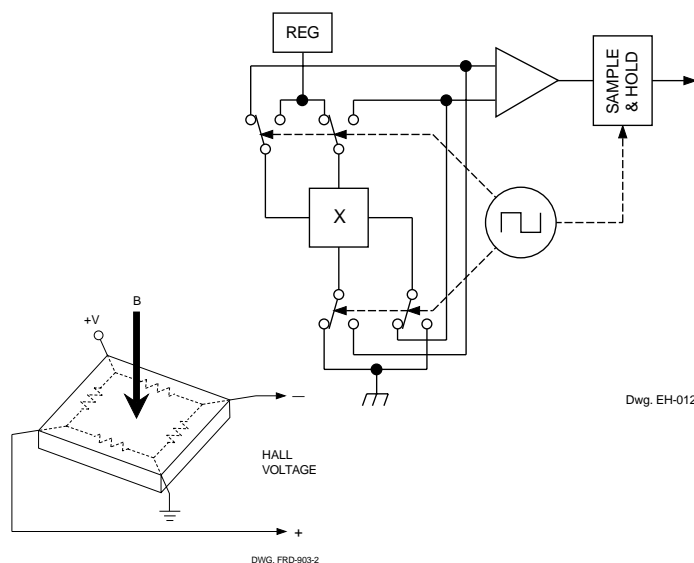 REG
SAMPLE
& HOLD
X
B
+V
Dwg. EH-012
—
HALL
VOLTAGE
+
DWG. FRD-903-2